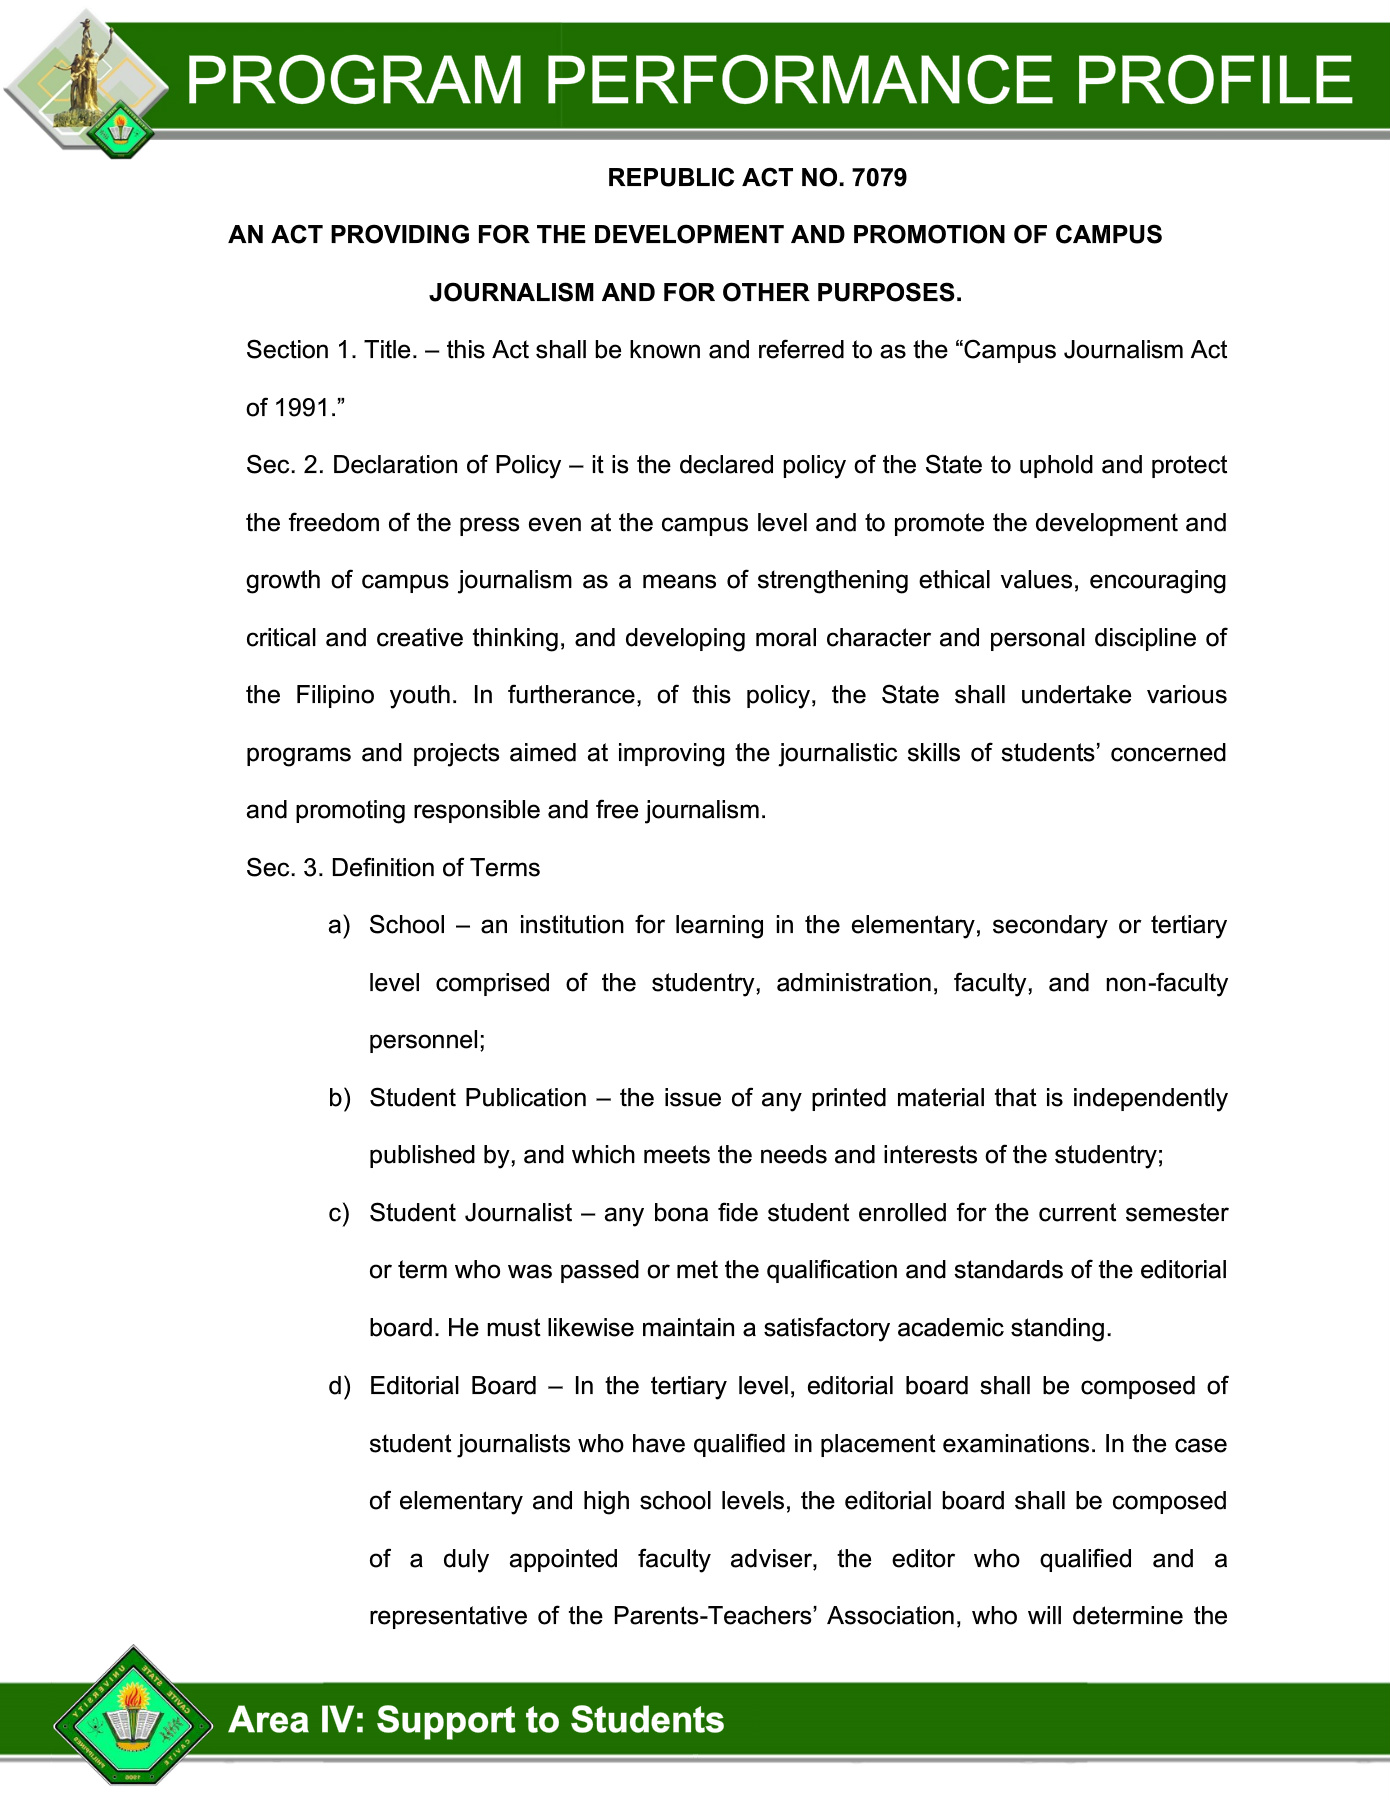 PROGRAM PERFORMANCE PROFILE
REPUBLIC ACT NO. 7079
AN ACT PROVIDING FOR THE DEVELOPMENT AND PROMOTION OF CAMPUS
JOURNALISM AND FOR OTHER PURPOSES.
Section 1. Title. – this Act shall be known and referred to as the “Campus Journalism Act
of 1991.”
Sec. 2. Declaration of Policy – it is the declared policy of the State to uphold and protect
the freedom of the press even at the campus level and to promote the development and
growth of campus journalism as a means of strengthening ethical values, encouraging
critical and creative thinking, and developing moral character and personal discipline of
the Filipino youth. In furtherance, of this policy, the State shall undertake various
programs and projects aimed at improving the journalistic skills of students’ concerned
and promoting responsible and free journalism.
Sec. 3. Definition of Terms
a) School – an institution for learning in the elementary, secondary or tertiary
level comprised of the studentry, administration, faculty, and non-faculty
personnel;
b) Student Publication – the issue of any printed material that is independently
published by, and which meets the needs and interests of the studentry;
c) Student Journalist – any bona fide student enrolled for the current semester
or term who was passed or met the qualification and standards of the editorial
board. He must likewise maintain a satisfactory academic standing.
d) Editorial Board – In the tertiary level, editorial board shall be composed of
student journalists who have qualified in placement examinations. In the case
of elementary and high school levels, the editorial board shall be composed
of a duly appointed faculty adviser, the editor who qualified and a
representative of the Parents-Teachers’ Association, who will determine the
CAVITE STATE UNIVERSITY
CAVITE
PHILIPPINES
Area IV: Support to Students